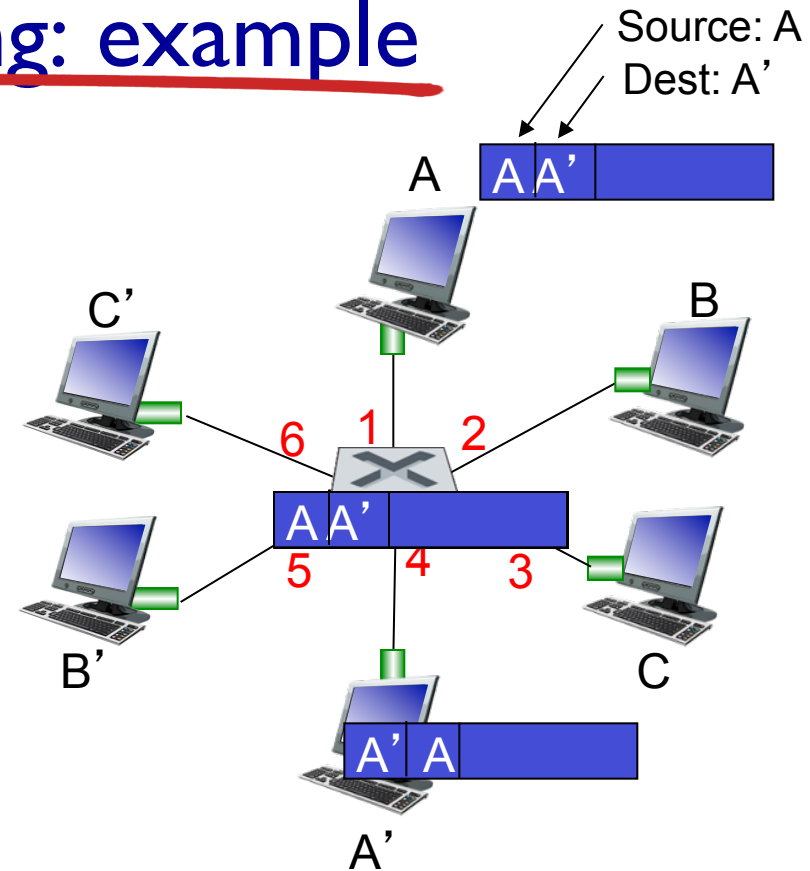 g: example
Source: A
Dest: A’
A
A A’
C’
B
6
1
2
A A’
5
4
3
B’
C
A’ A
A’